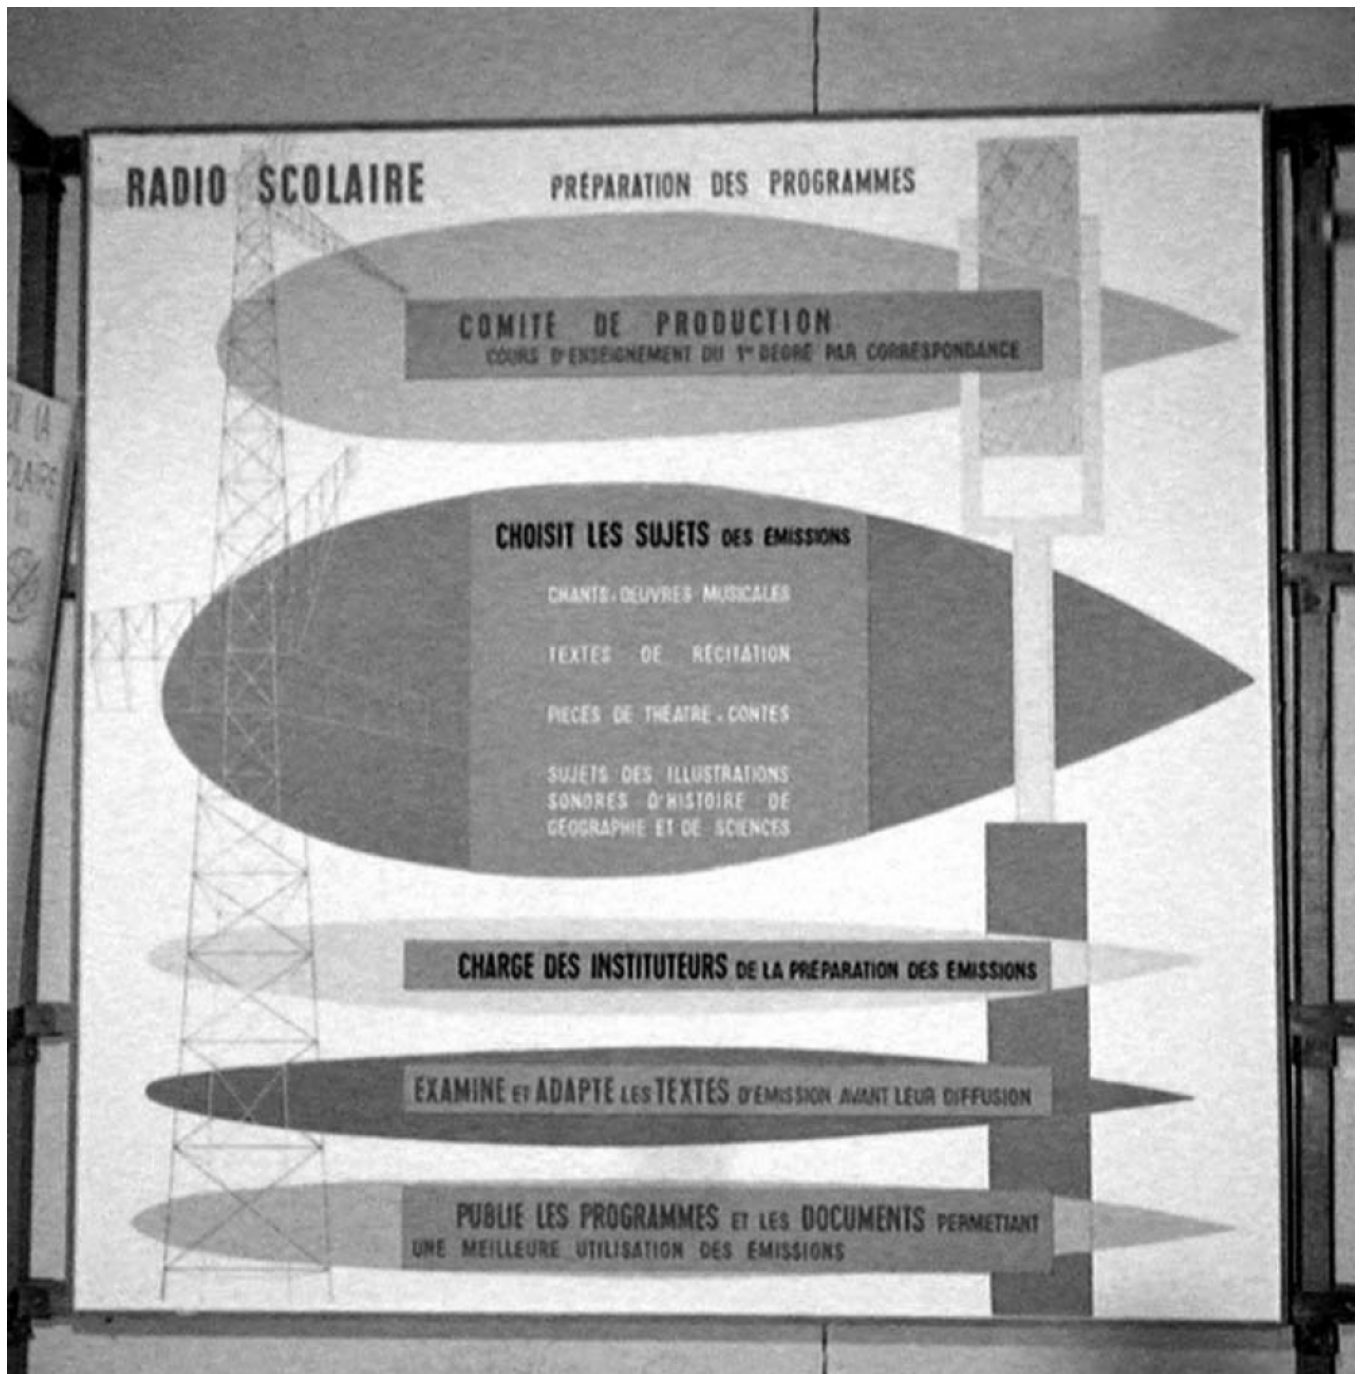 RADIO SCOLAIRE
PRÉPARATION DES PROGRAMMES
COMITÉ DE PRODUCTION
COURS D'ENSEIGNEMENT DU 1er DEGRÉ PAR CORRESPONDANCE
CHOISIT LES SUJETS DES ÉMISSIONS
CHANTS. OEUVRES MUSICALES
TEXTES DE RÉCITATION
PIECES DE THÉATRE. CONTES
SUJETS DES ILLUSTRATIONS
SONORES D'HISTOIRE DE
GÉOGRAPHIE ET DE SCIENCES
CHARGE DES INSTITUTEURS DE LA PRÉPARATION DES ÉMISSIONS
EXAMINE ET ADAPTE LES TEXTES D'ÉMISSION AVANT LEUR DIFFUSION
PUBLIE LES PROGRAMMES ET LES DOCUMENTS PERMETTANT
UNE MEILLEURE UTILISATION DES ÉMISSIONS
LA